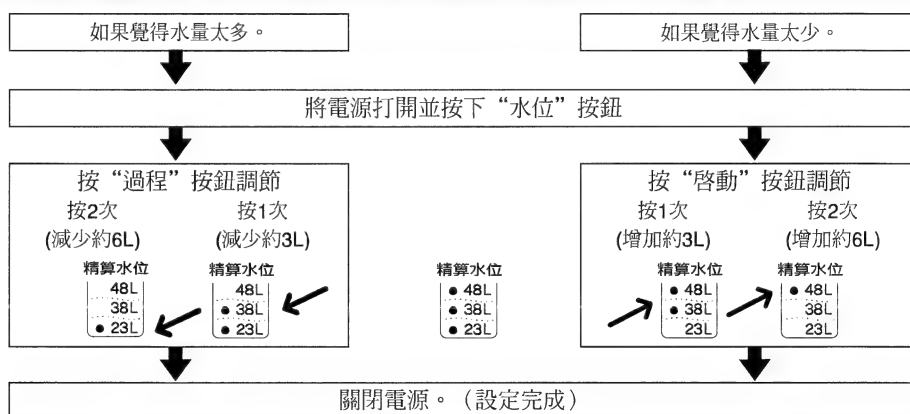 如果覺得水量太多。
如果覺得水量太少。
將電源打開並按下“水位”按鈕
按“過程”按鈕調節
按2次
(減少約6L)
精算水位
48L
38L
● 23L
按1次
(減少約3L)
精算水位
48L
● 38L
● 23L
精算水位
● 48L
● 38L
● 23L
按“啓動”按鈕調節
按1次
(增加約3L)
精算水位
● 48L
● 38L
23L
按2次
(增加約6L)
精算水位
● 48L
38L
23L
關閉電源。（設定完成）